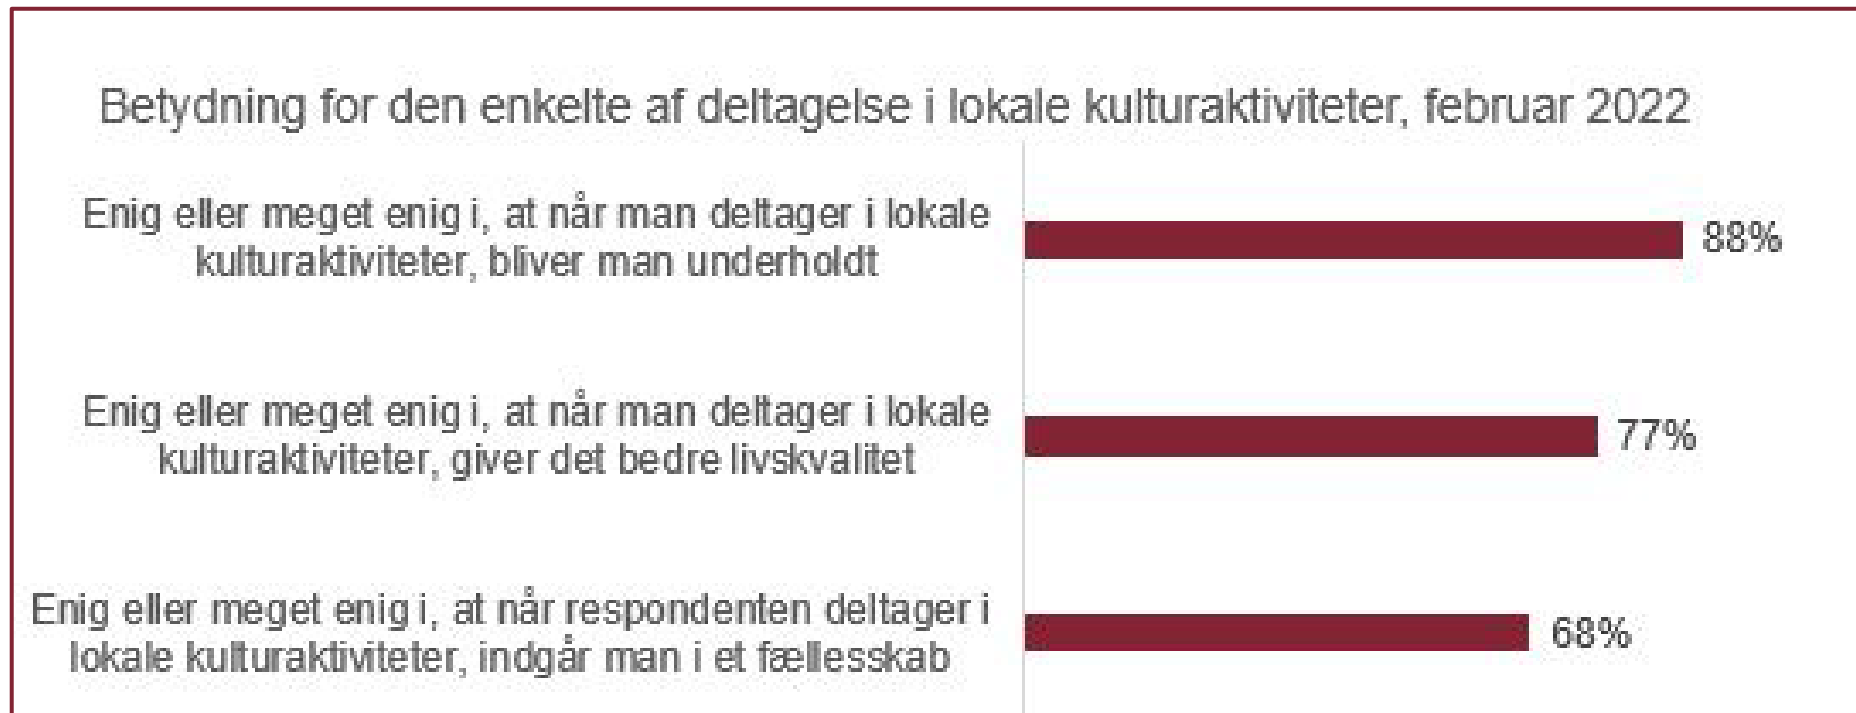 Betydning for den enkelte af deltagelse i lokale kulturaktiviteter, februar 2022
Enig eller meget enig i, at når man deltager i lokale
kulturaktiviteter, bliver man underholdt
88%
Enig eller meget enig i, at når man deltager i lokale
kulturaktiviteter, giver det bedre livskvalitet
77%
Enig eller meget enig i, at når respondenten deltager i
lokale kulturaktiviteter, indgår man i et fællesskab
68%